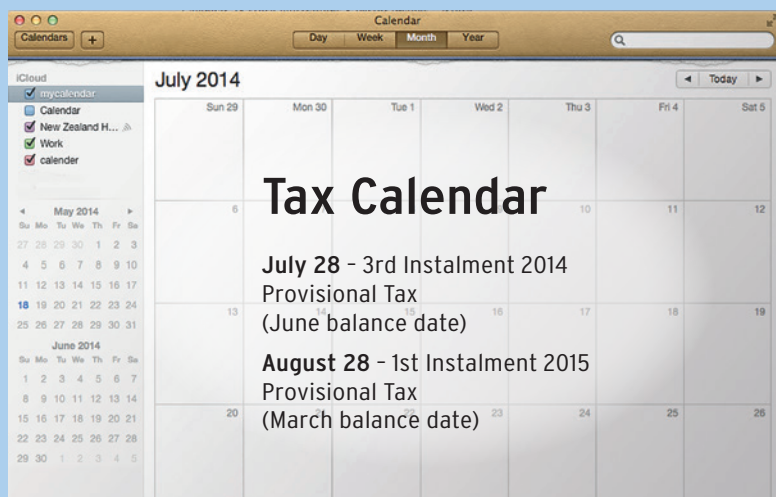 Calendar
Calendars + Day Week Month Year
iCloud
mycalendar
Calendar
New Zealand H...
Work
calender
July 2014
Today
Sun 29 Mon 30 Tue 1 Wed 2 Thu 3 Fri 4 Sat 5
6 10 11 12
13 14 15 16 17 18 19
20 23 24 25 26
Tax Calendar
July 28 – 3rd Instalment 2014
Provisional Tax
(June balance date)
August 28 – 1st Instalment 2015
Provisional Tax
(March balance date)
May 2014
Su Mo Tu We Th Fr Sa
27 28 29 30 1 2 3
4 5 6 7 8 9 10
11 12 13 14 15 16 17
18 19 20 21 22 23 24
25 26 27 28 29 30 31
June 2014
Su Mo Tu We Th Fr Sa
1 2 3 4 5 6 7
8 9 10 11 12 13 14
15 16 17 18 19 20 21
22 23 24 25 26 27 28
29 30 1 2 3 4 5